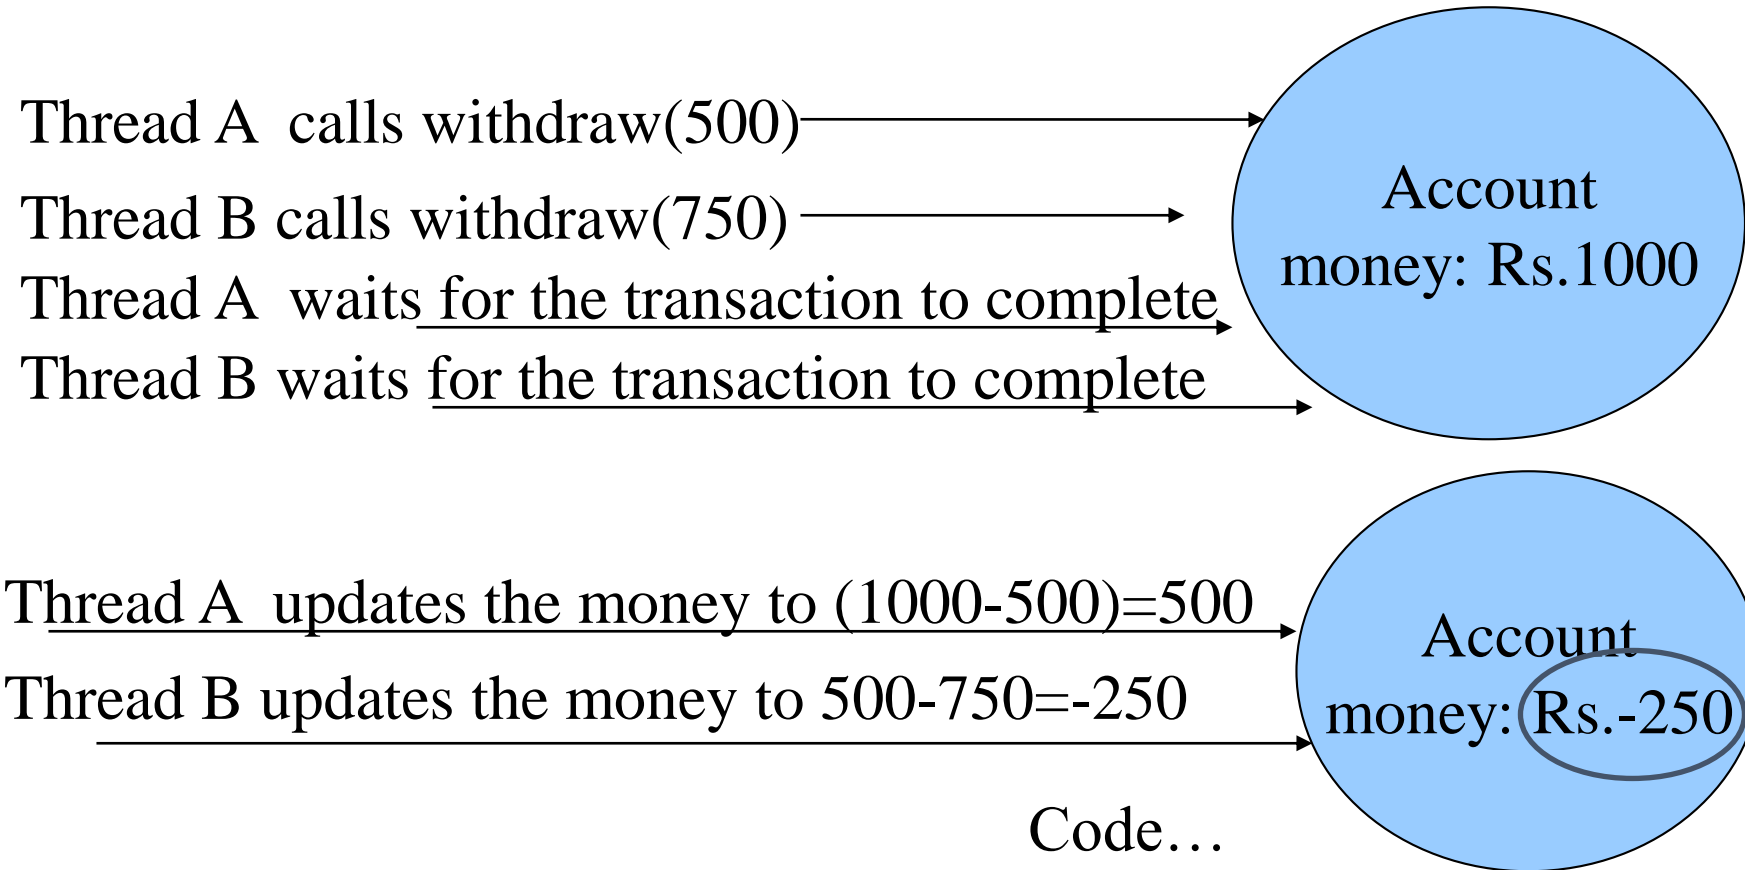 Thread A  calls withdraw(500)
Thread B calls withdraw(750)
Thread A  waits for the transaction to complete
Thread B waits for the transaction to complete
Account
money: Rs.1000
Thread A  updates the money to (1000-500)=500
Thread B updates the money to 500-750=-250
Account
money: Rs.-250
Code…